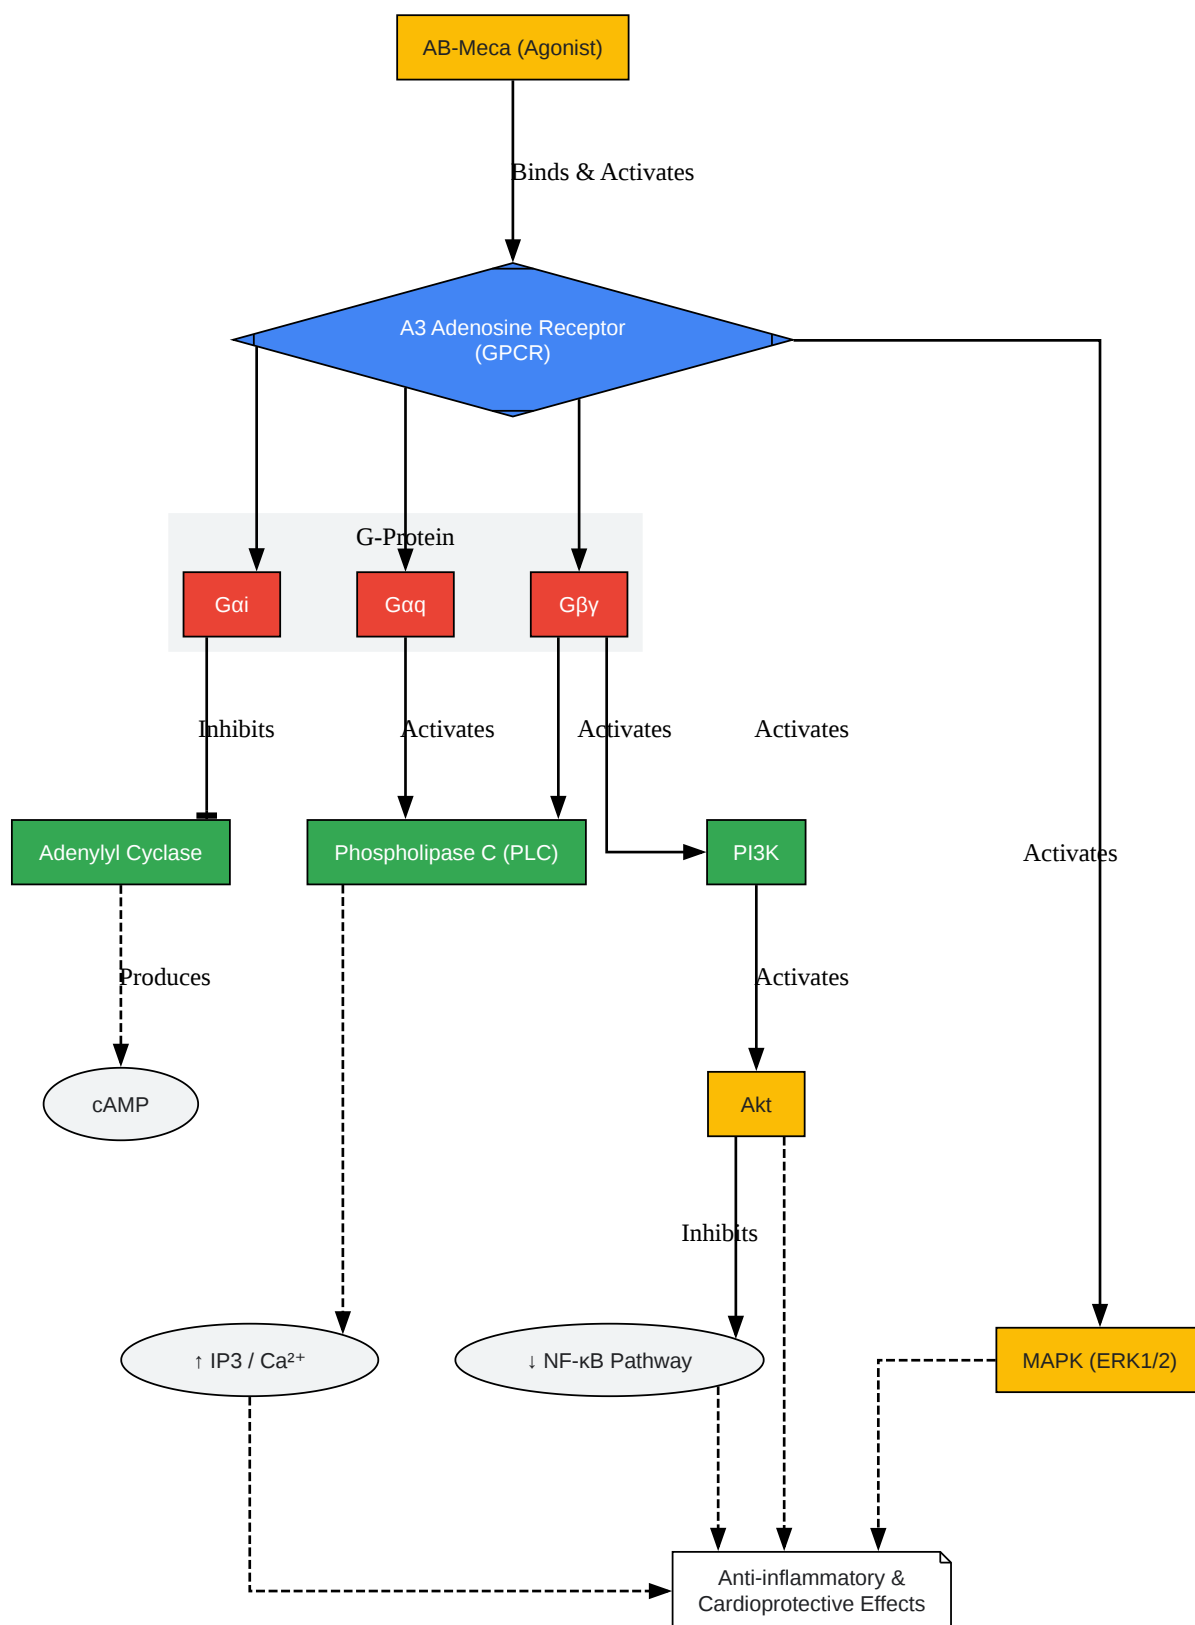 AB-Meca (Agonist)
Binds & Activates
A3 Adenosine Receptor
(GPCR)
G-Protein
Gαi
Gαq
Gβγ
Inhibits
Activates
Activates
Activates
Adenylyl Cyclase
Phospholipase C (PLC)
PI3K
Activates
Produces
Activates
cAMP
Akt
Inhibits
↑ IP3 / Ca²⁺
↓ NF-κB Pathway
MAPK (ERK1/2)
Anti-inflammatory &
Cardioprotective Effects